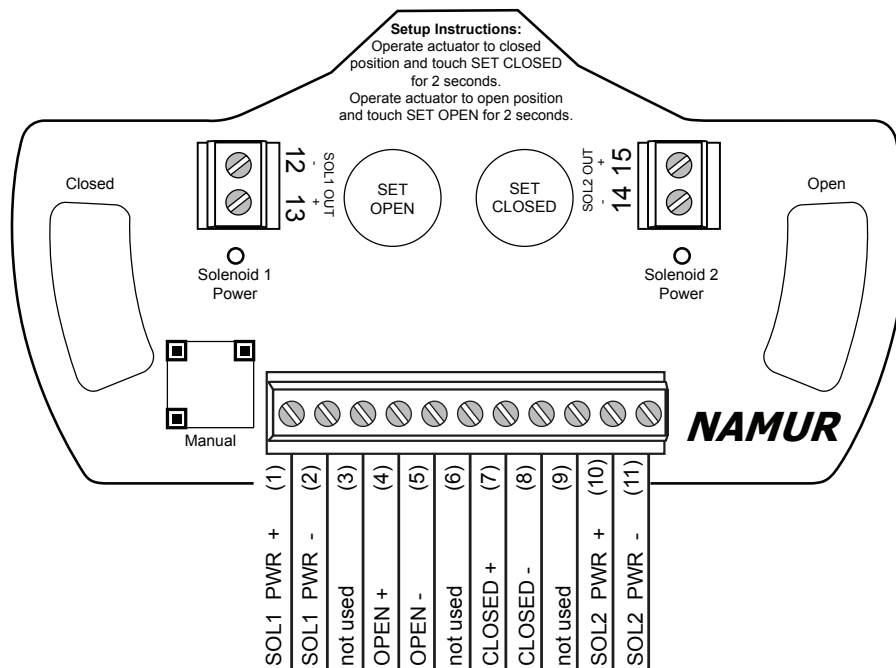 Setup Instructions:
Operate actuator to closed
position and touch SET CLOSED
for 2 seconds.
Operate actuator to open position
and touch SET OPEN for 2 seconds.
Closed
12 -
13 +
SOL1 OUT
SET
OPEN
SET
CLOSED
SOL2 OUT
+ 15
- 14
Open
Solenoid 1
Power
Solenoid 2
Power
Manual
NAMUR
SOL1 PWR + (1)
SOL1 PWR - (2)
not used (3)
OPEN + (4)
OPEN - (5)
not used (6)
CLOSED + (7)
CLOSED - (8)
not used (9)
SOL2 PWR + (10)
SOL2 PWR - (11)